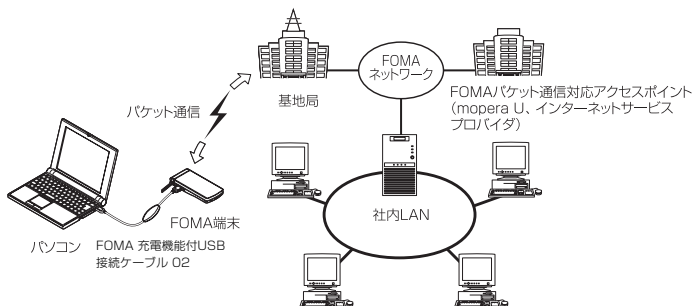 FOMA
ネットワーク
基地局
FOMAパケット通信対応アクセスポイント
（mopera U、インターネットサービス
プロバイダ）
パケット通信
社内LAN
FOMA端末
パソコン
FOMA 充電機能付USB
接続ケーブル 02